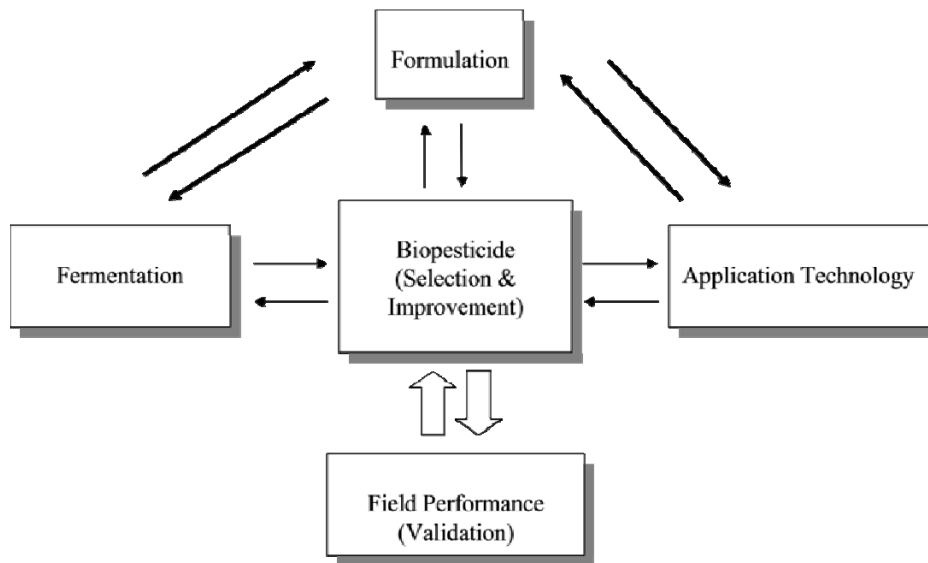 Formulation
Fermentation
Biopesticide
(Selection &
Improvement)
Application Technology
Field Performance
(Validation)